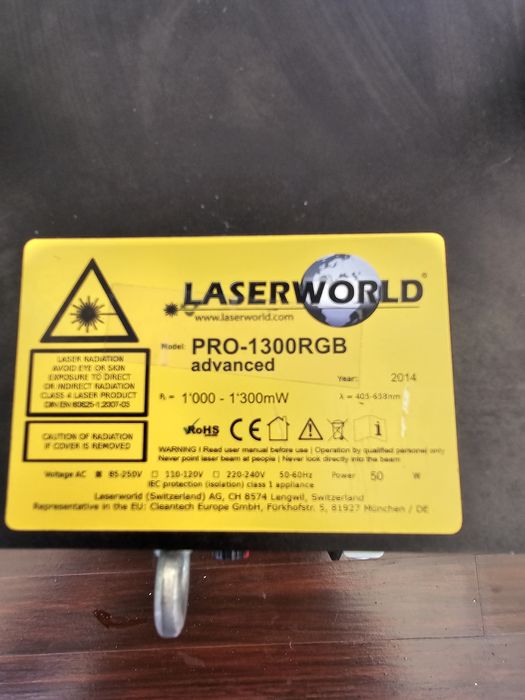 LASERWORLD®
www.laserworld.com
Model: PRO-1300RGB
advanced
Year: 2014
LASER RADIATION
AVOID EYE OR SKIN
EXPOSURE TO DIRECT
OR INDIRECT RADIATION
CLASS 4 LASER PRODUCT
DIN EN 60825-1:2007-03
P = 1'000 - 1'300mW
λ = 405-658nm
CAUTION OF RADIATION
IF COVER IS REMOVED
RoHS CE i
WARNING ! Read user manual before use | Operation by qualified personal only
Never point laser beam at people | Never look directly into the beam
Voltage AC 85-250V 110-120V 220-240V 50-60Hz Power 50 W
IEC protection (isolation) class 1 appliance
Laserworld (Switzerland) AG, CH 8574 Lengwil, Switzerland
Representative in the EU: Cleantech Europe GmbH, Fürkhofstr. 5, 81927 München / DE